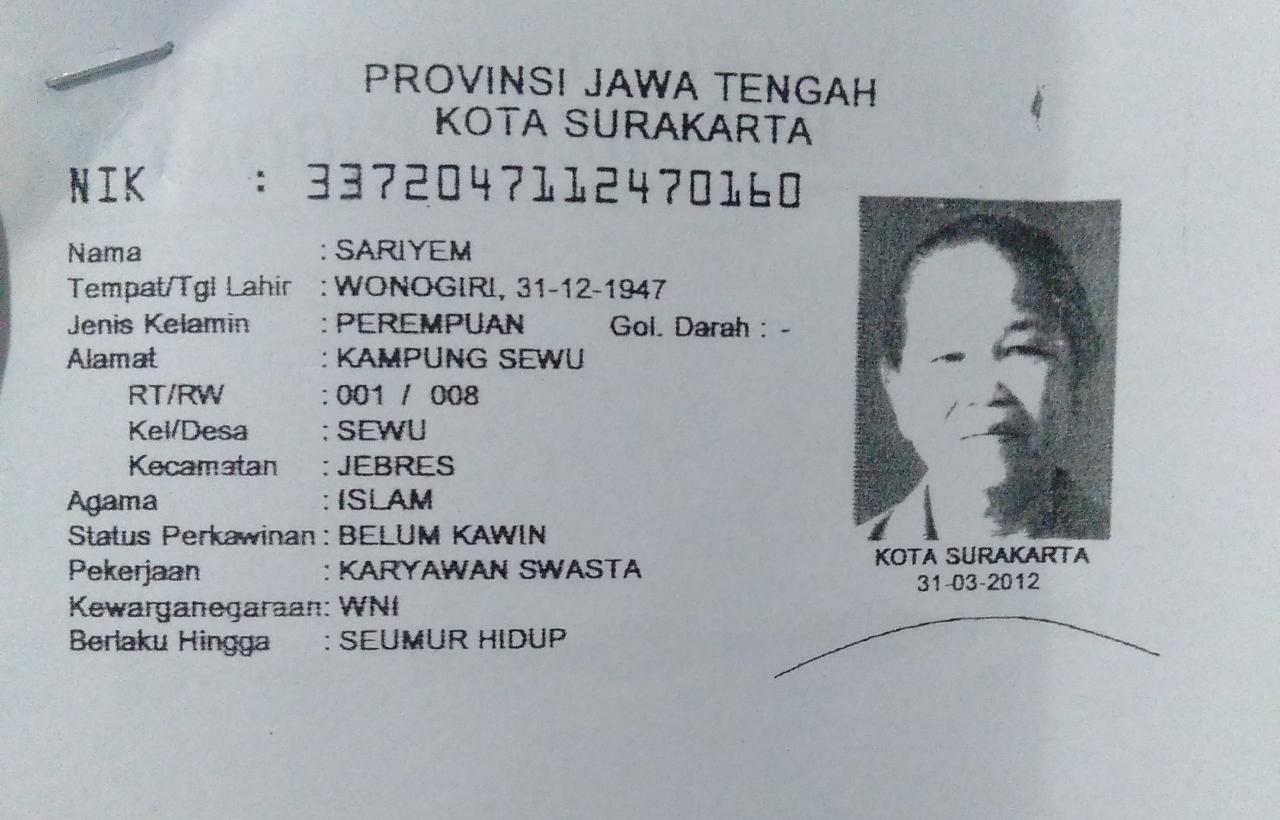 PROVINSI JAWA TENGAH
KOTA SURAKARTA
NIK : 3372047112470160
Nama : SARIYEM
Tempat/Tgl Lahir : WONOGIRI, 31-12-1947
Jenis Kelamin : PEREMPUAN Gol. Darah : -
Alamat : KAMPUNG SEWU
RT/RW : 001 / 008
Kel/Desa : SEWU
Kecamatan : JEBRES
Agama : ISLAM
Status Perkawinan : BELUM KAWIN
Pekerjaan : KARYAWAN SWASTA
Kewarganegaraan : WNI
Berlaku Hingga : SEUMUR HIDUP
KOTA SURAKARTA
31-03-2012